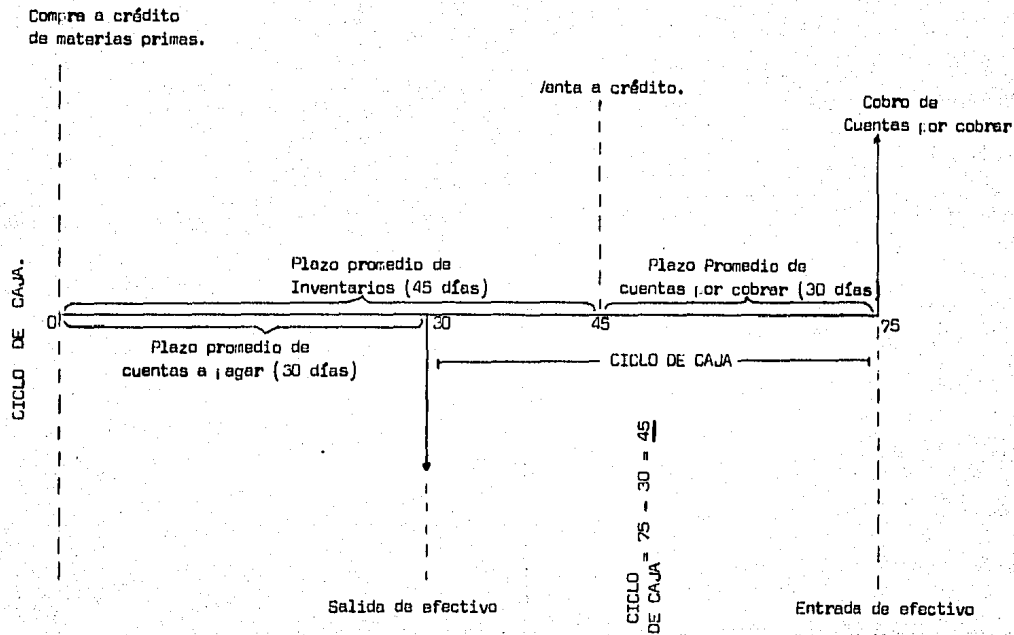 Compra a crédito
de materias primas.
Venta a crédito.
Cobro de
Cuentas por cobrar
Plazo promedio de
Inventarios (45 días)
Plazo Promedio de
cuentas por cobrar (30 días
0
30
45
75
Plazo promedio de
cuentas a pagar (30 días)
CICLO DE CAJA
CICLO DE CAJA.
CICLO
DE CAJA = 75 - 30 = 45
Salida de efectivo
Entrada de efectivo